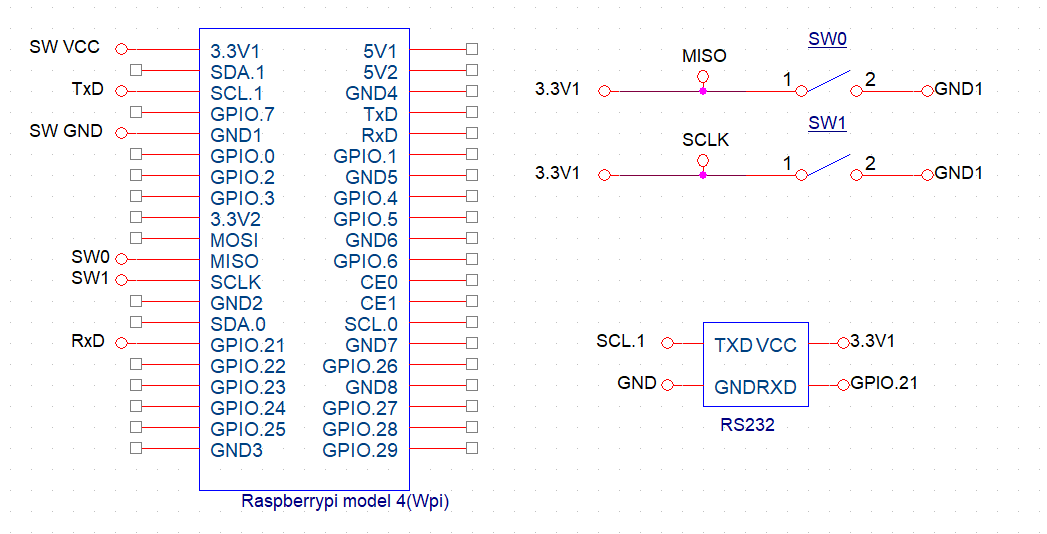 SW VCC
TxD
SW GND
SW0
SW1
RxD
3.3V1 5V1
SDA.1 5V2
SCL.1 GND4
GPIO.7 TxD
GND1 RxD
GPIO.0 GPIO.1
GPIO.2 GND5
GPIO.3 GPIO.4
3.3V2 GPIO.5
MOSI GND6
MISO GPIO.6
SCLK CE0
GND2 CE1
SDA.0 SCL.0
GPIO.21 GND7
GPIO.22 GPIO.26
GPIO.23 GND8
GPIO.24 GPIO.27
GPIO.25 GPIO.28
GND3 GPIO.29
Raspberrypi model 4(Wpi)
SW0
MISO
3.3V1 1 2 GND1
SW1
SCLK
3.3V1 1 2 GND1
SCL.1 TXD VCC 3.3V1
GND GNDRXD GPIO.21
RS232